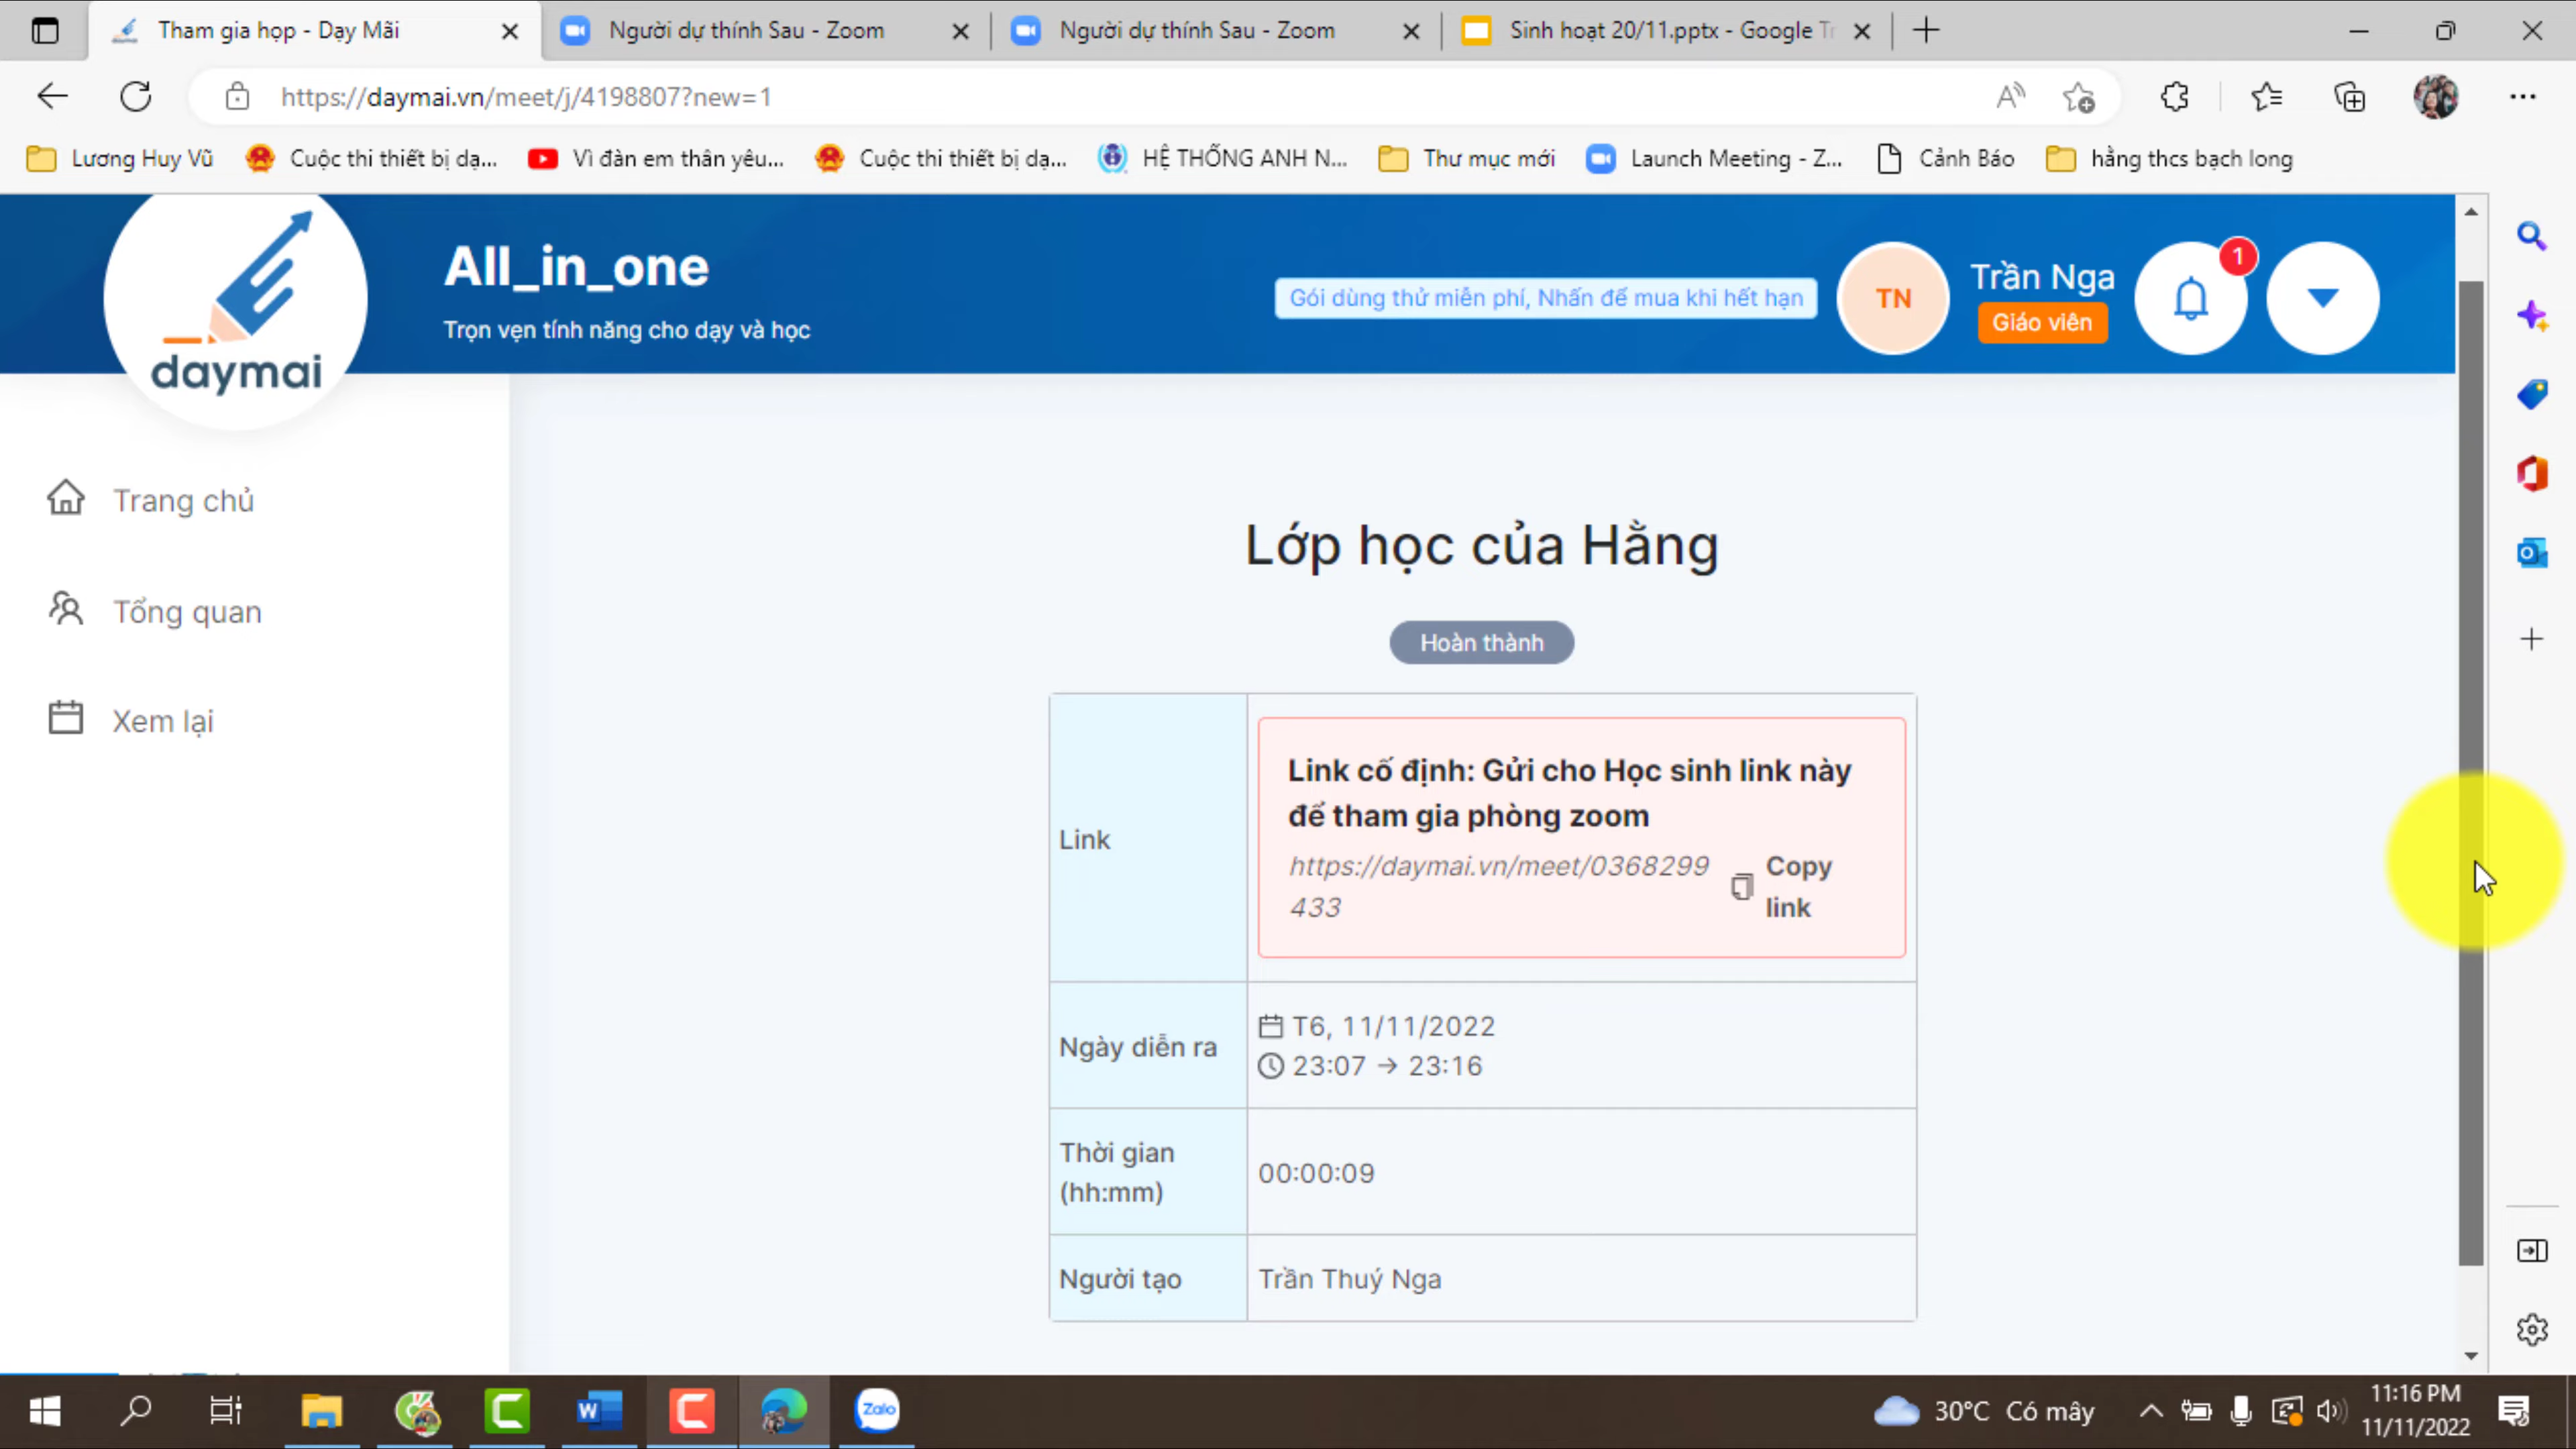 Tham gia họp - Dạy Mãi
Người dự thính Sau - Zoom
Người dự thính Sau - Zoom
Sinh hoạt 20/11.pptx - Google Tr
https://daymai.vn/meet/j/4198807?new=1
Lương Huy Vũ
Cuộc thi thiết bị dạ...
Vì đàn em thân yêu...
Cuộc thi thiết bị dạ...
HỆ THỐNG ANH N...
Thư mục mới
Launch Meeting - Z...
Cảnh Báo
hằng thcs bạch long
daymai
All_in_one
Trọn vẹn tính năng cho dạy và học
Gói dùng thử miễn phí, Nhấn để mua khi hết hạn
TN
Trần Nga
Giáo viên
1
Trang chủ
Tổng quan
Xem lại
Lớp học của Hằng
Hoàn thành
Link
Link cố định: Gửi cho Học sinh link này
để tham gia phòng zoom
https://daymai.vn/meet/0368299
433
Copy
link
Ngày diễn ra
T6, 11/11/2022
23:07 → 23:16
Thời gian
(hh:mm)
00:00:09
Người tạo
Trần Thuý Nga
Zalo
30°C Có mây
11:16 PM
11/11/2022